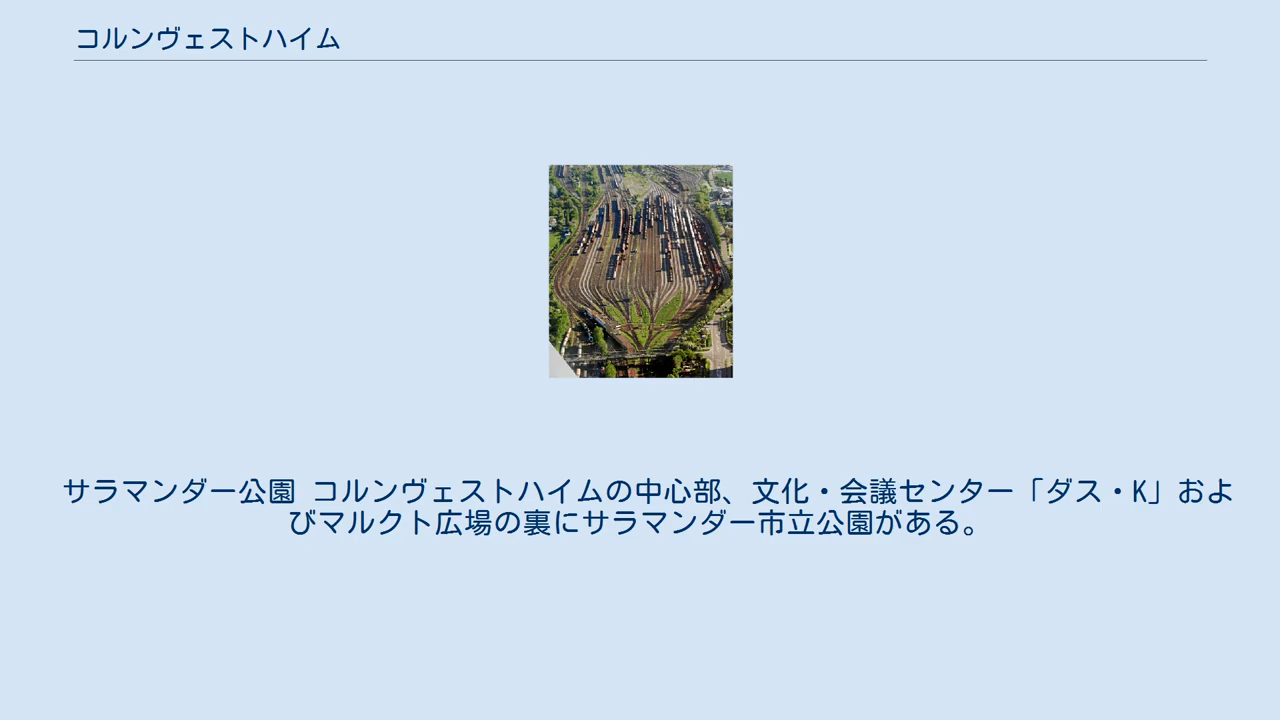 コルンヴェストハイム
サラマンダー公園 コルンヴェストハイムの中心部、文化・会議センター「ダス・K」およ
びマルクト広場の裏にサラマンダー市立公園がある。